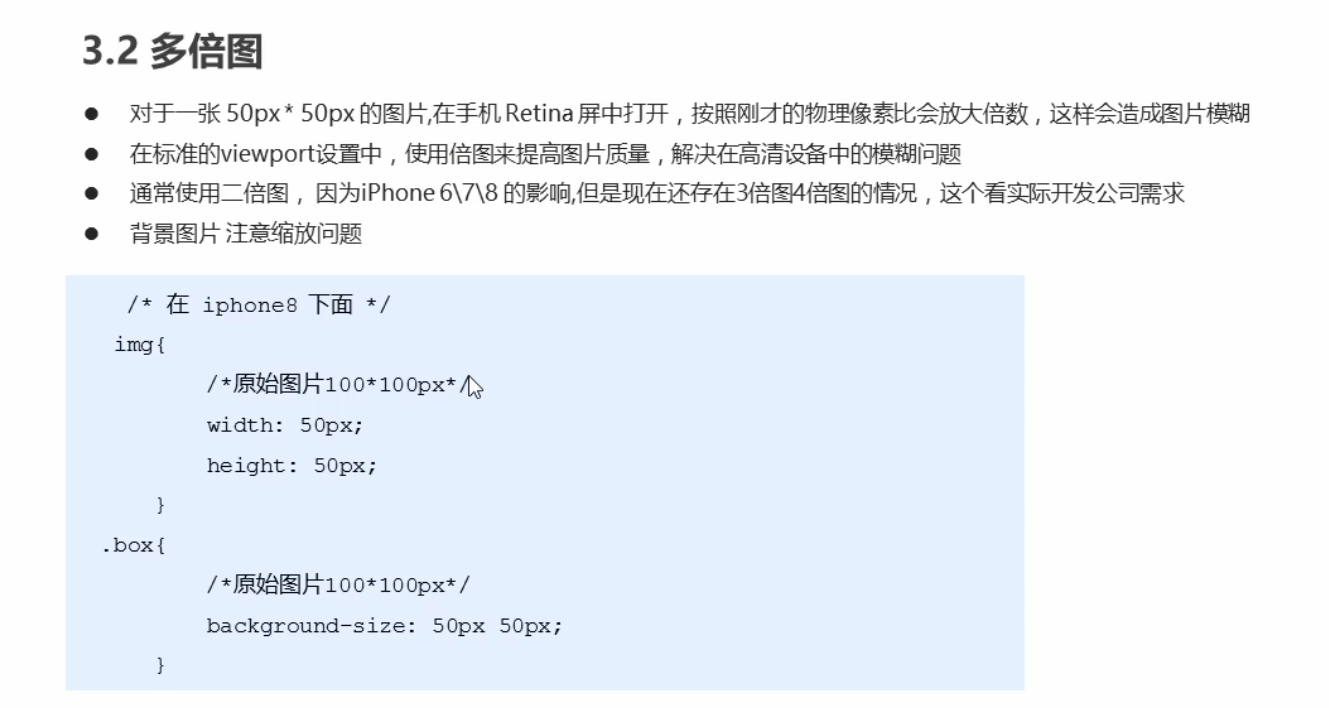 3.2 多倍图
● 对于一张 50px * 50px 的图片,在手机 Retina 屏中打开，按照刚才的物理像素比会放大倍数，这样会造成图片模糊
● 在标准的viewport设置中，使用倍图来提高图片质量，解决在高清设备中的模糊问题
● 通常使用二倍图， 因为iPhone 6\7\8 的影响,但是现在还存在3倍图4倍图的情况，这个看实际开发公司需求
● 背景图片 注意缩放问题
/* 在 iphone8 下面 */
img{
/*原始图片100*100px*/
width: 50px;
height: 50px;
}
.box{
/*原始图片100*100px*/
background-size: 50px 50px;
}